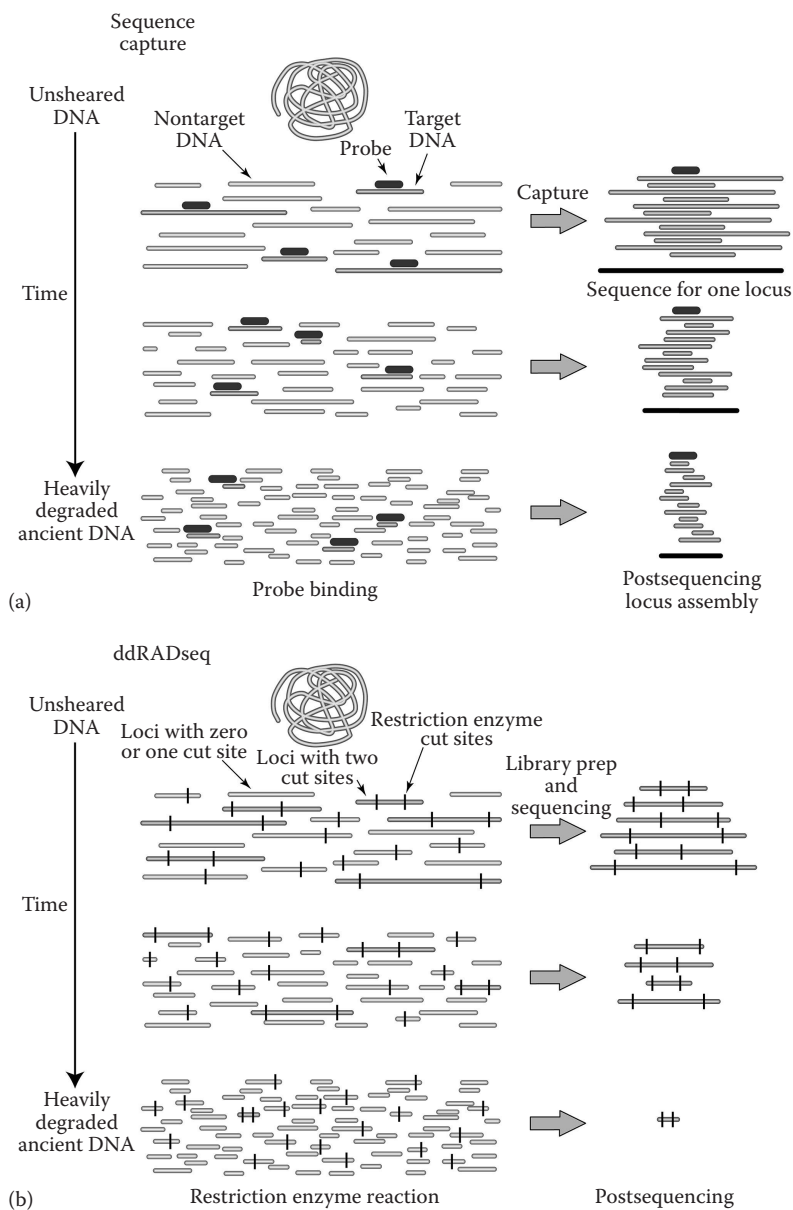 Sequence
capture
Unsheared
DNA
Nontarget
DNA
Probe
Target
DNA
Capture
Time
Sequence for one locus
Heavily
degraded
ancient DNA
Probe binding
Postsequencing
locus assembly
(a)
ddRADseq
Unsheared
DNA
Loci with zero
or one cut site
Loci with two
cut sites
Restriction enzyme
cut sites
Library prep
and
sequencing
Time
Heavily
degraded
ancient DNA
(b)
Restriction enzyme reaction
Postsequencing